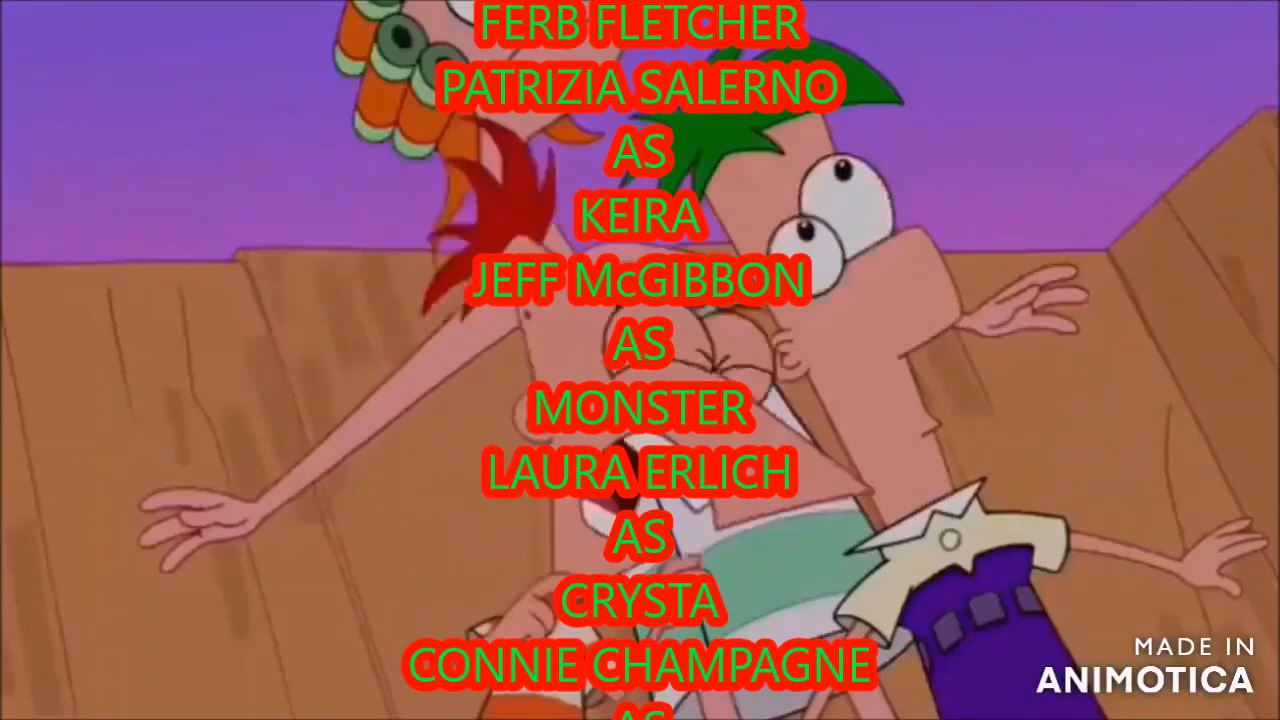 FERB FLETCHER
PATRIZIA SALERNO
AS
KEIRA
JEFF McGIBBON
AS
MONSTER
LAURA ERLICH
AS
CRYSTA
CONNIE CHAMPAGNE
AS
MADE IN
ANIMOTICA